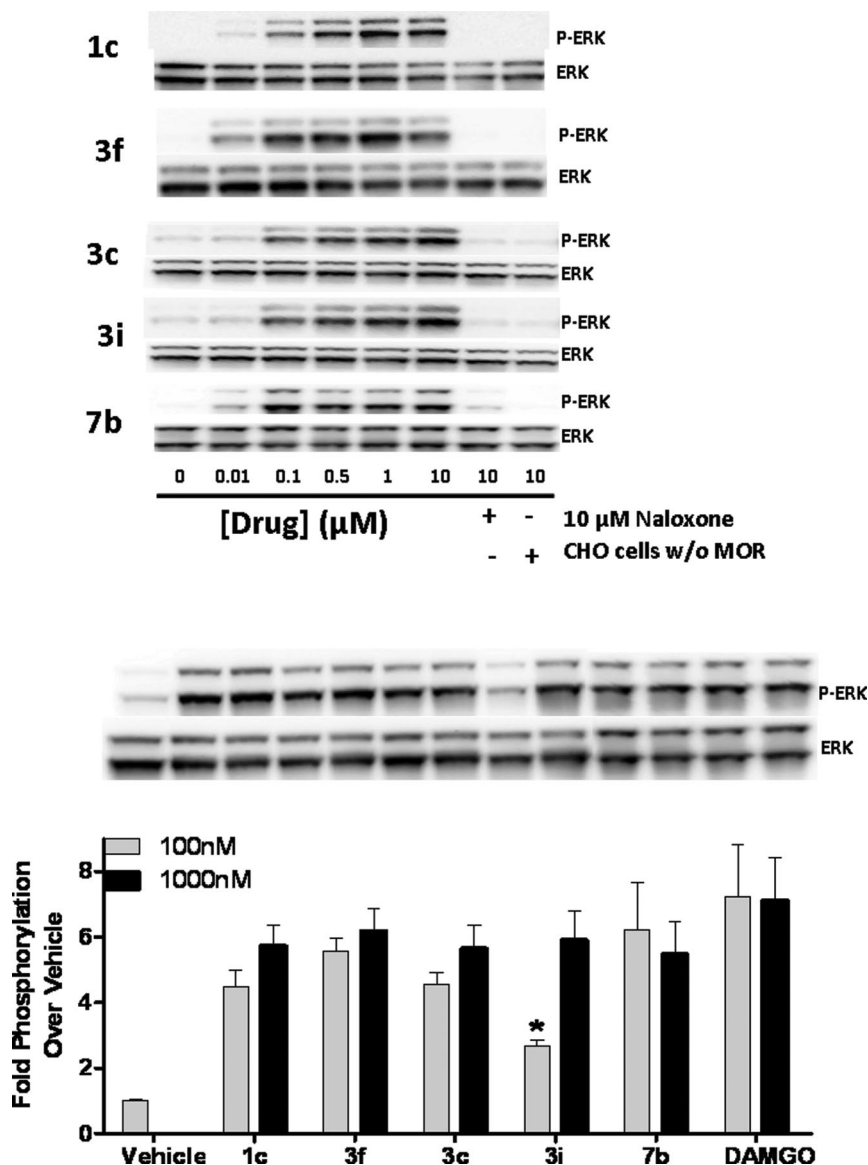 1c
P-ERK
ERK
3f
P-ERK
ERK
3c
P-ERK
ERK
3i
P-ERK
ERK
7b
P-ERK
ERK
0 0.01 0.1 0.5 1 10 10 10
[Drug] (μM)
+ - 10 μM Naloxone
- + CHO cells w/o MOR
P-ERK
ERK
100nM
1000nM
Fold Phosphorylation
Over Vehicle
8
6
4
2
0
*
Vehicle 1c 3f 3c 3i 7b DAMGO